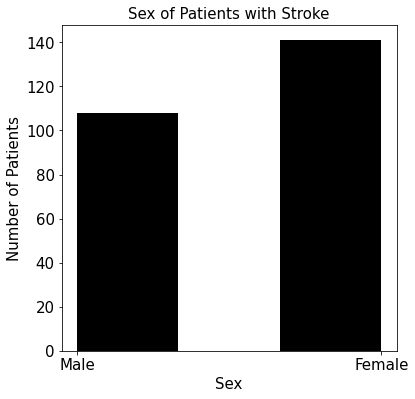 Sex of Patients with Stroke
Number of Patients
140
120
100
80
60
40
20
0
Male
Female
Sex